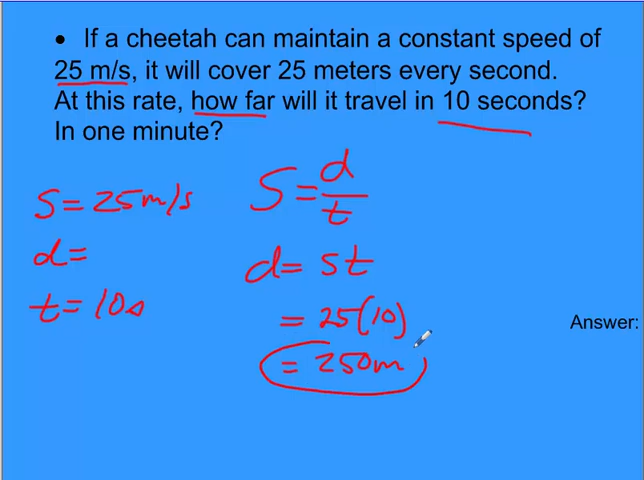 • If a cheetah can maintain a constant speed of
25 m/s, it will cover 25 meters every second.
At this rate, how far will it travel in 10 seconds?
In one minute?
S = 25 m/s
d =
t = 10s
S = d/t
d = st
= 25(10)
= 250m
Answer: